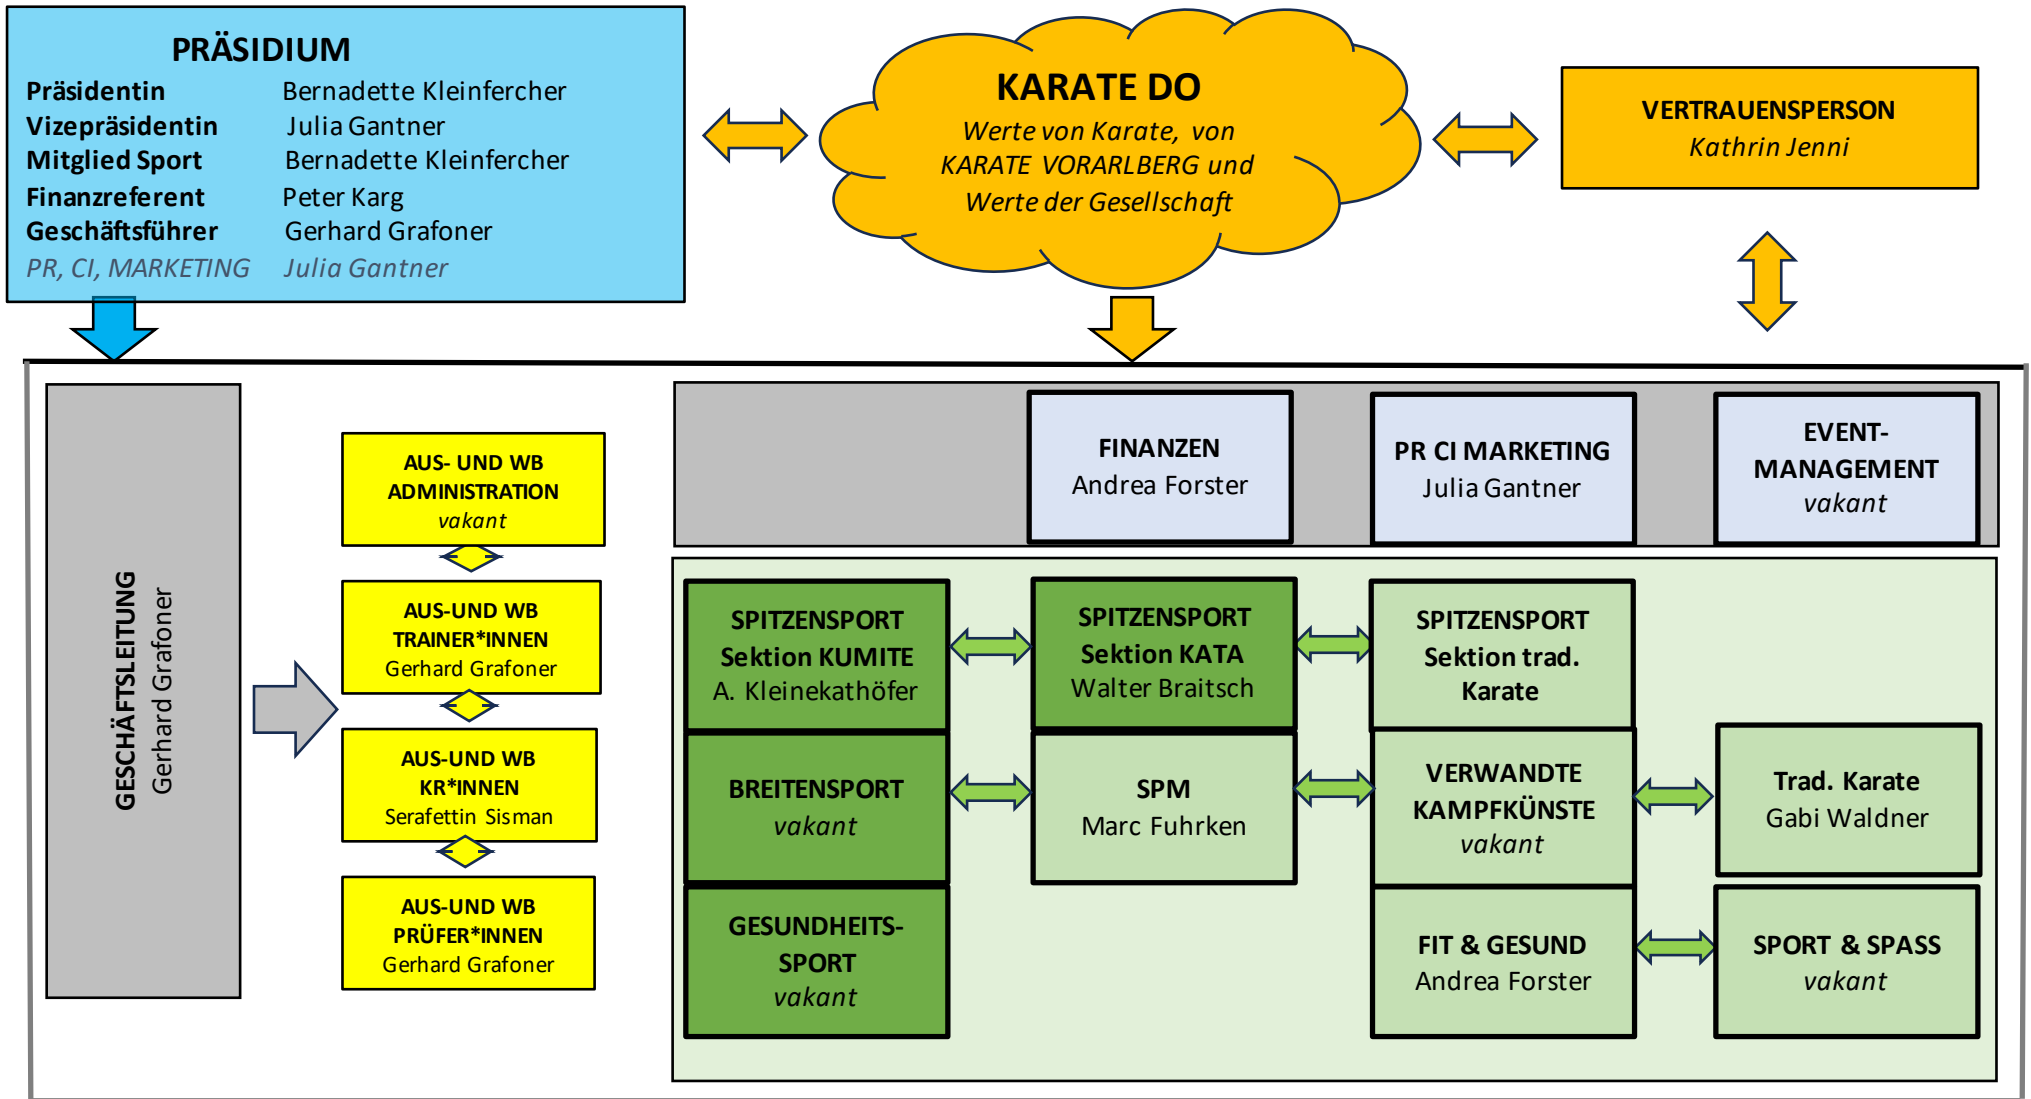 PRÄSIDIUM
Präsidentin Bernadette Kleinfercher
Vizepräsidentin Julia Gantner
Mitglied Sport Bernadette Kleinfercher
Finanzreferent Peter Karg
Geschäftsführer Gerhard Grafoner
PR, CI, MARKETING Julia Gantner
KARATE DO
Werte von Karate, von
KARATE VORARLBERG und
Werte der Gesellschaft
VERTRAUENSPERSON
Kathrin Jenni
GESCHÄFTSLEITUNG
Gerhard Grafoner
AUS- UND WB
ADMINISTRATION
vakant
AUS-UND WB
TRAINER*INNEN
Gerhard Grafoner
AUS-UND WB
KR*INNEN
Serafettin Sisman
AUS-UND WB
PRÜFER*INNEN
Gerhard Grafoner
FINANZEN
Andrea Forster
PR CI MARKETING
Julia Gantner
EVENT-
MANAGEMENT
vakant
SPITZENSPORT
Sektion KUMITE
A. Kleinekathöfer
SPITZENSPORT
Sektion KATA
Walter Braitsch
SPITZENSPORT
Sektion trad.
Karate
BREITENSPORT
vakant
SPM
Marc Fuhrken
VERWANDTE
KAMPFKÜNSTE
vakant
Trad. Karate
Gabi Waldner
GESUNDHEITS-
SPORT
vakant
FIT & GESUND
Andrea Forster
SPORT & SPASS
vakant